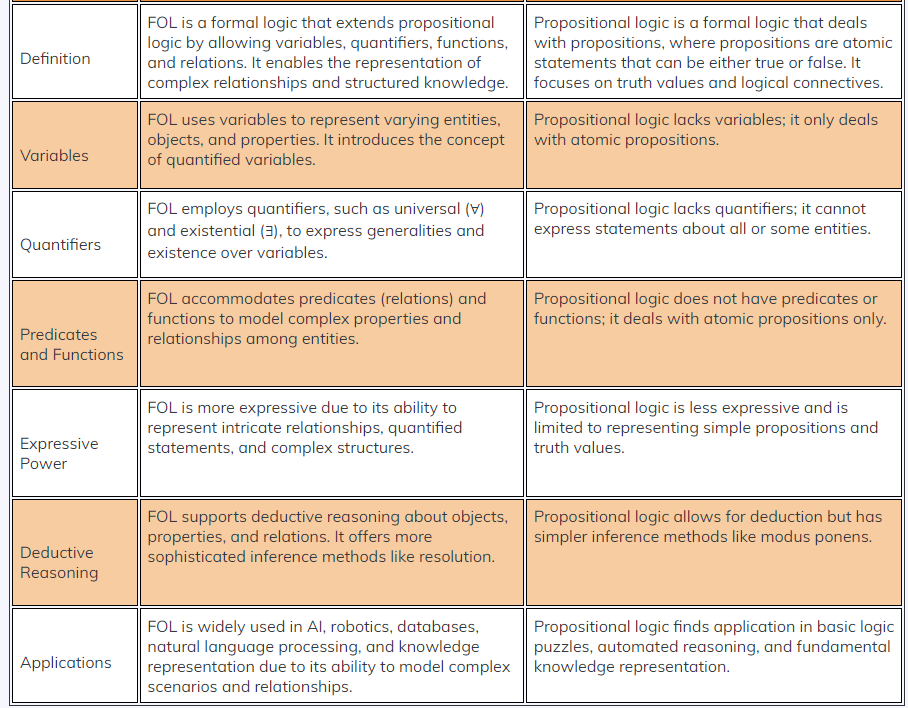 Definition
FOL is a formal logic that extends propositional
logic by allowing variables, quantifiers, functions,
and relations. It enables the representation of
complex relationships and structured knowledge.
Propositional logic is a formal logic that deals
with propositions, where propositions are atomic
statements that can be either true or false. It
focuses on truth values and logical connectives.
Variables
FOL uses variables to represent varying entities,
objects, and properties. It introduces the concept
of quantified variables.
Propositional logic lacks variables; it only deals
with atomic propositions.
Quantifiers
FOL employs quantifiers, such as universal (∀)
and existential (∃), to express generalities and
existence over variables.
Propositional logic lacks quantifiers; it cannot
express statements about all or some entities.
Predicates
and Functions
FOL accommodates predicates (relations) and
functions to model complex properties and
relationships among entities.
Propositional logic does not have predicates or
functions; it deals with atomic propositions only.
Expressive
Power
FOL is more expressive due to its ability to
represent intricate relationships, quantified
statements, and complex structures.
Propositional logic is less expressive and is
limited to representing simple propositions and
truth values.
Deductive
Reasoning
FOL supports deductive reasoning about objects,
properties, and relations. It offers more
sophisticated inference methods like resolution.
Propositional logic allows for deduction but has
simpler inference methods like modus ponens.
Applications
FOL is widely used in AI, robotics, databases,
natural language processing, and knowledge
representation due to its ability to model complex
scenarios and relationships.
Propositional logic finds application in basic logic
puzzles, automated reasoning, and fundamental
knowledge representation.